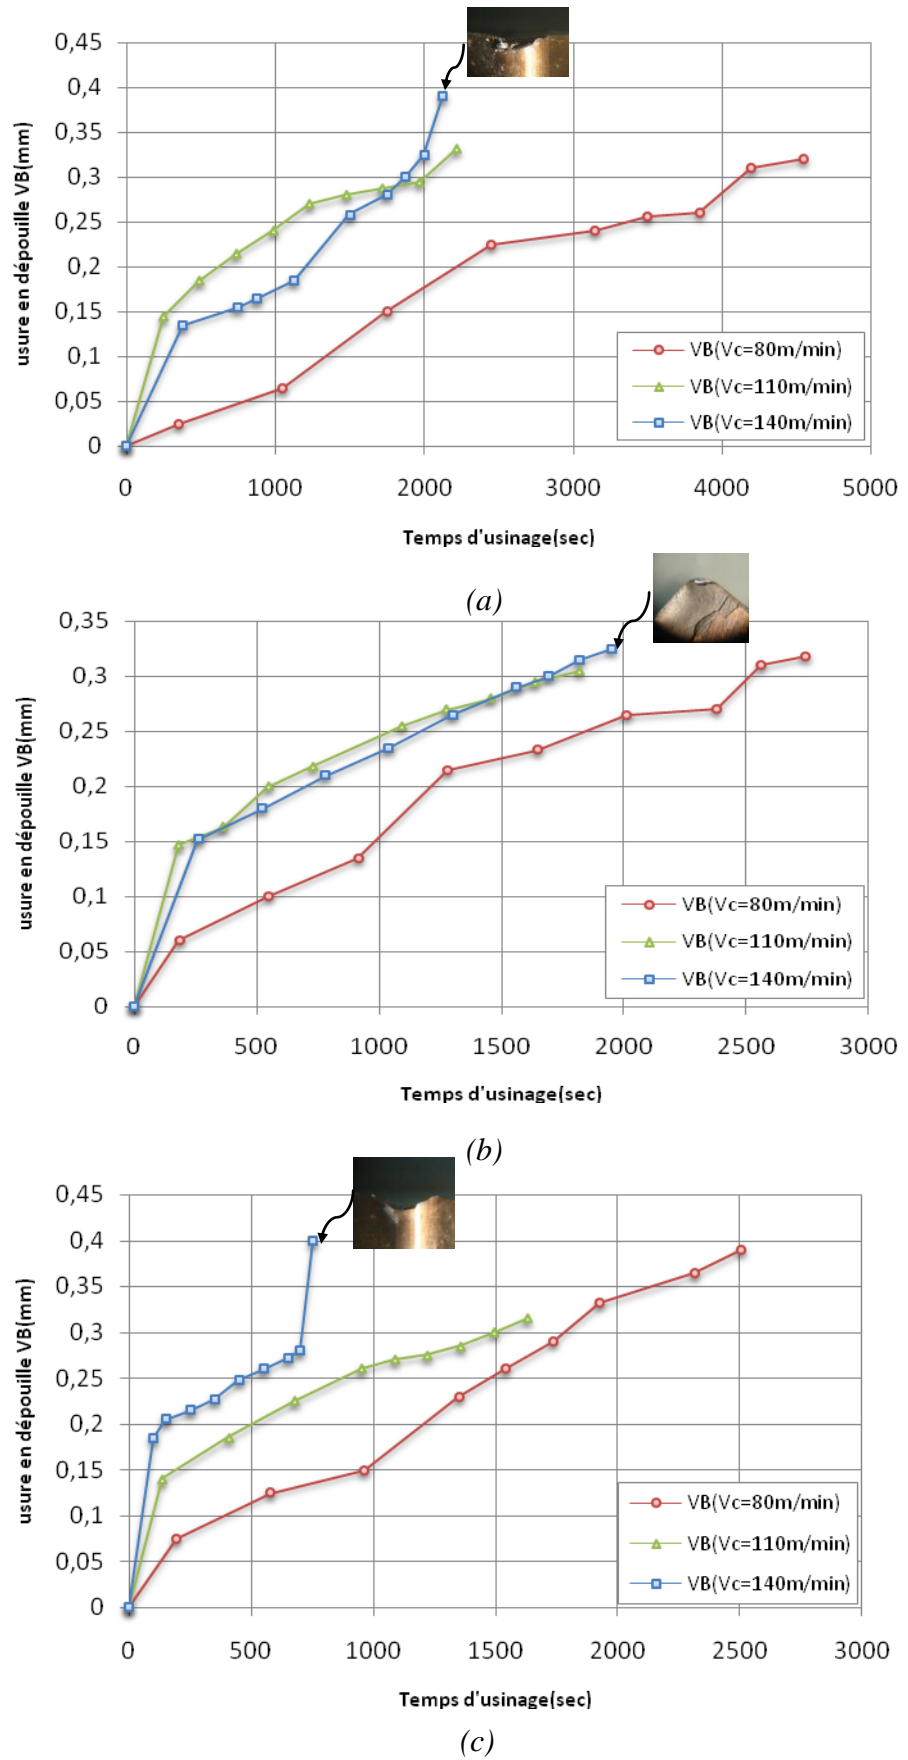 0,45
0,4
0,35
0,3
0,25
0,2
0,15
0,1
0,05
0
usure en dépouille VB(mm)
VB(Vc=80m/min)
VB(Vc=110m/min)
VB(Vc=140m/min)
0 1000 2000 3000 4000 5000
Temps d'usinage(sec)
(a)
0,35
0,3
0,25
0,2
0,15
0,1
0,05
0
usure en dépouille VB(mm)
VB(Vc=80m/min)
VB(Vc=110m/min)
VB(Vc=140m/min)
0 500 1000 1500 2000 2500 3000
Temps d'usinage(sec)
(b)
0,45
0,4
0,35
0,3
0,25
0,2
0,15
0,1
0,05
0
usure en dépouille VB(mm)
VB(Vc=80m/min)
VB(Vc=110m/min)
VB(Vc=140m/min)
0 500 1000 1500 2000 2500 3000
Temps d'usinage(sec)
(c)